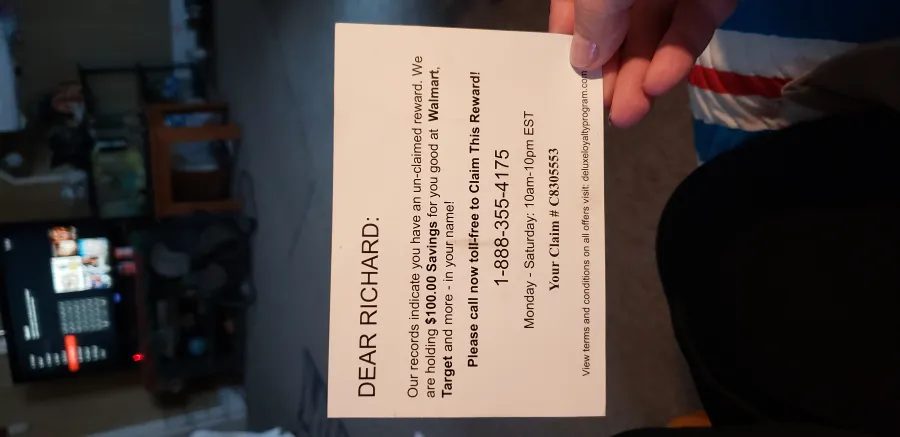 DEAR RICHARD:
Our records indicate you have an un-claimed reward. We
are holding $100.00 Savings for you good at Walmart,
Target and more - in your name!
Please call now toll-free to Claim This Reward!
1-888-355-4175
Monday - Saturday: 10am-10pm EST
Your Claim # C8305553
View terms and conditions on all offers visit: deluxeloyaltyprogram.com